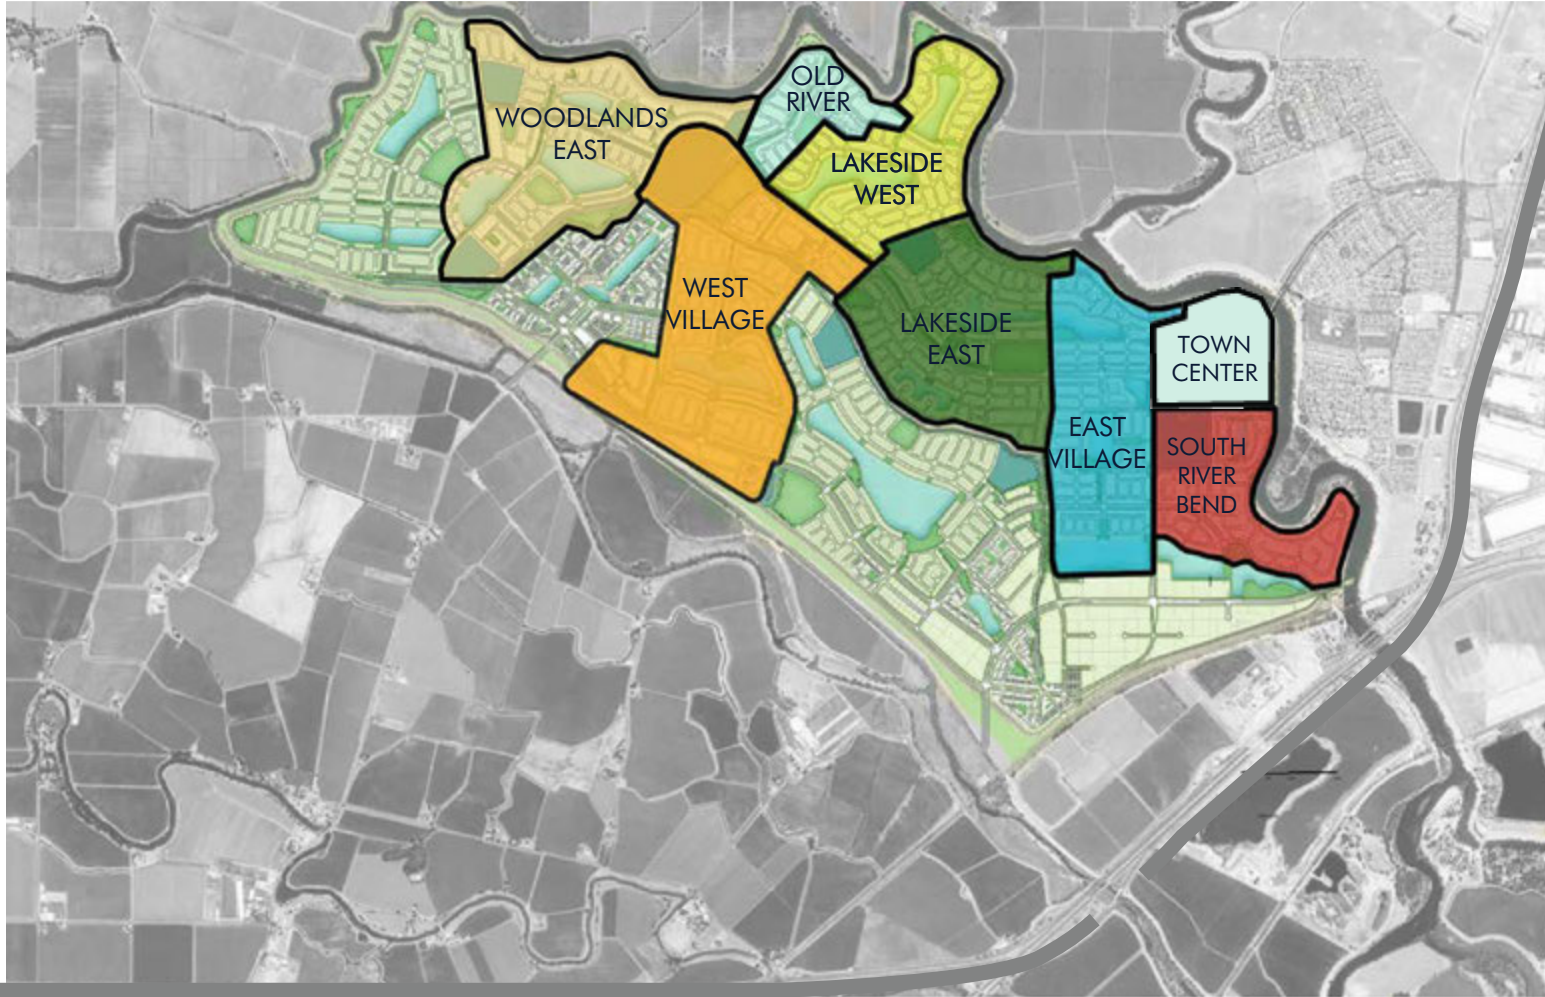 WOODLANDS
EAST
OLD
RIVER
LAKESIDE
WEST
WEST
VILLAGE
LAKESIDE
EAST
TOWN
CENTER
EAST
VILLAGE
SOUTH
RIVER
BEND